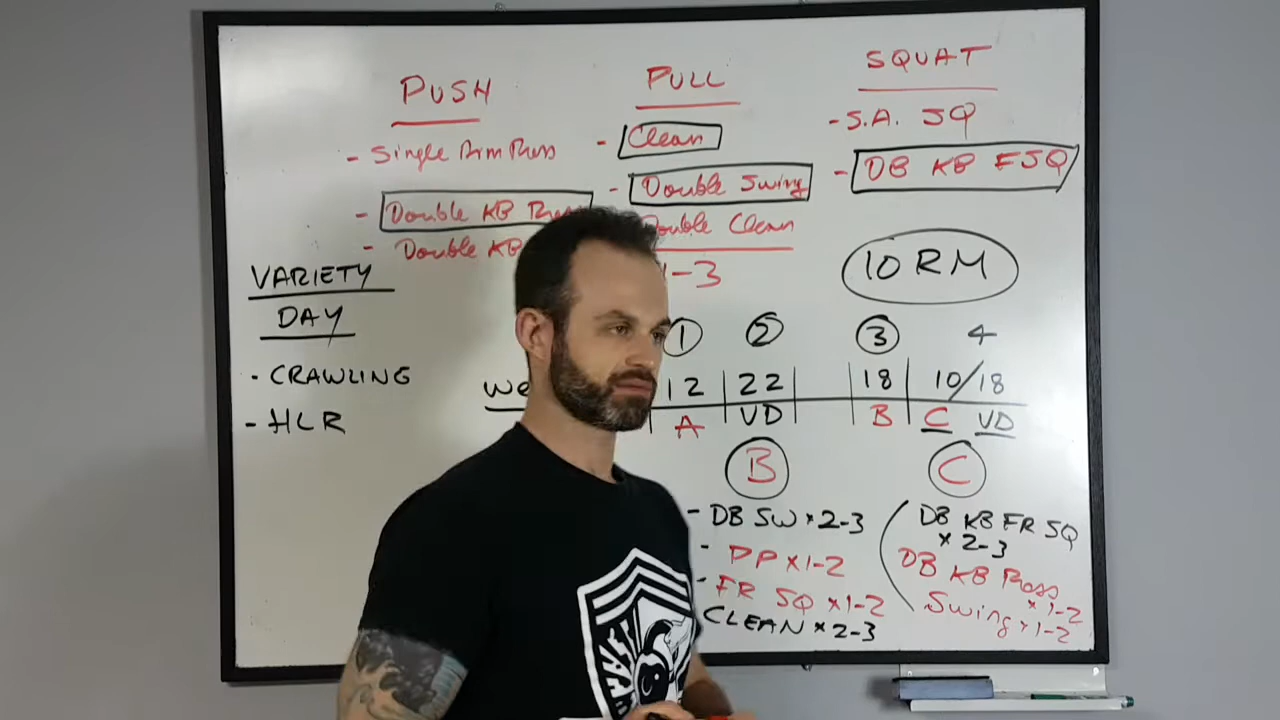 PUSH
- Single Arm Press
- Double KB Press
- Double KB
PULL
- Clean
- Double Swing
Double Clean
1-3
SQUAT
- S.A. SQ
- DB KB FSQ
10 RM
VARIETY
DAY
- CRAWLING
- HLR
1 2 3 4
12 22 18 10/18
A VD B C VD
B
- DB SW x 2-3
- DP x 1-2
- FR SQ x 1-2
CLEAN x 2-3
C
DB KB FR SQ
x 2-3
DB KB Press
x 1-2
Swing x 1-2